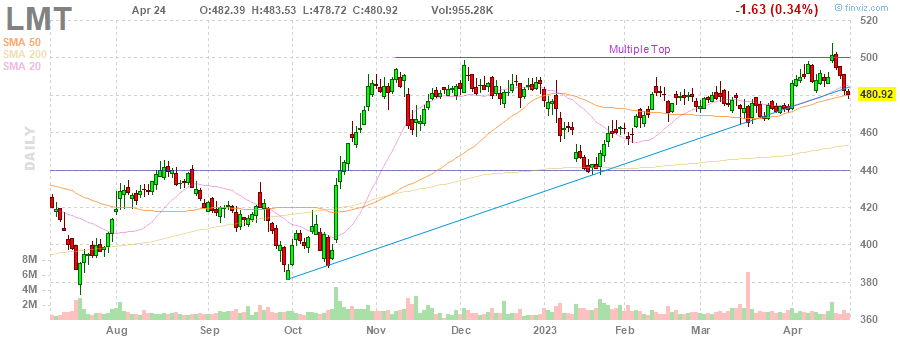 LMT
Apr 24 O:482.39 H:483.53 L:478.72 C:480.92 Vol:955.28K -1.63 (0.34%) © finviz.com
SMA 50
SMA 200
SMA 20
Multiple Top
DAILY
520
500
480.92
460
440
420
400
380
360
8M
6M
4M
2M
Aug Sep Oct Nov Dec 2023 Feb Mar Apr